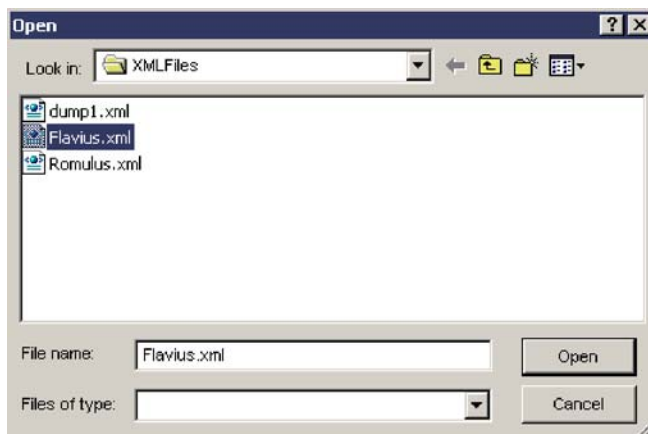 Open
Look in: XMLFiles
dump1.xml
Flavius.xml
Romulus.xml
File name: Flavius.xml Open
Files of type: Cancel